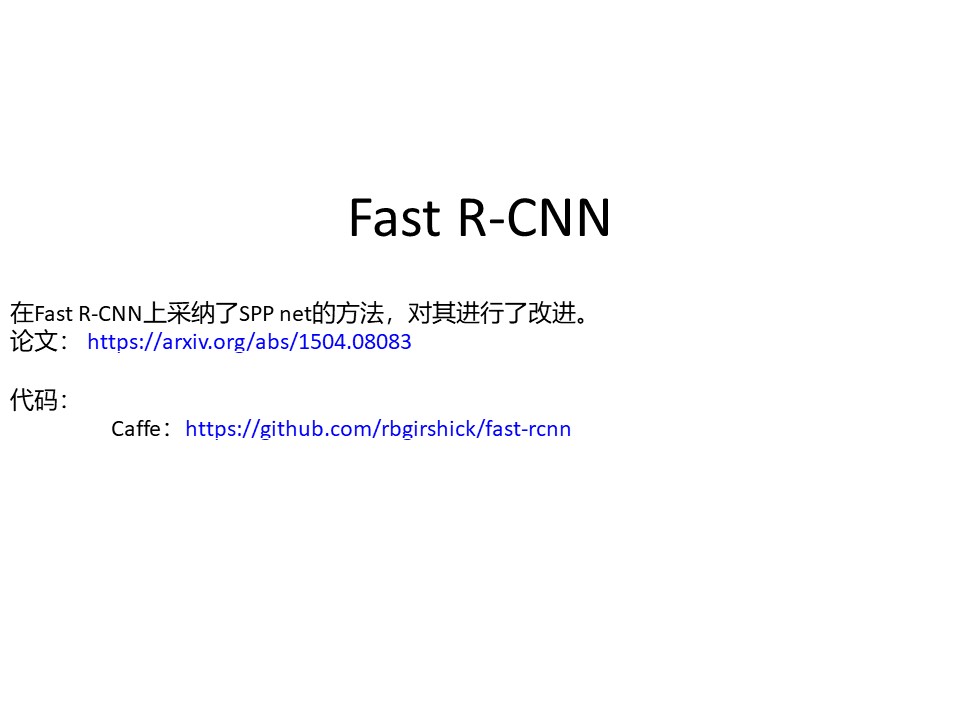 Fast R-CNN
在Fast R-CNN上采纳了SPP net的方法，对其进行了改进。
论文： https://arxiv.org/abs/1504.08083
代码：
Caffe：https://github.com/rbgirshick/fast-rcnn